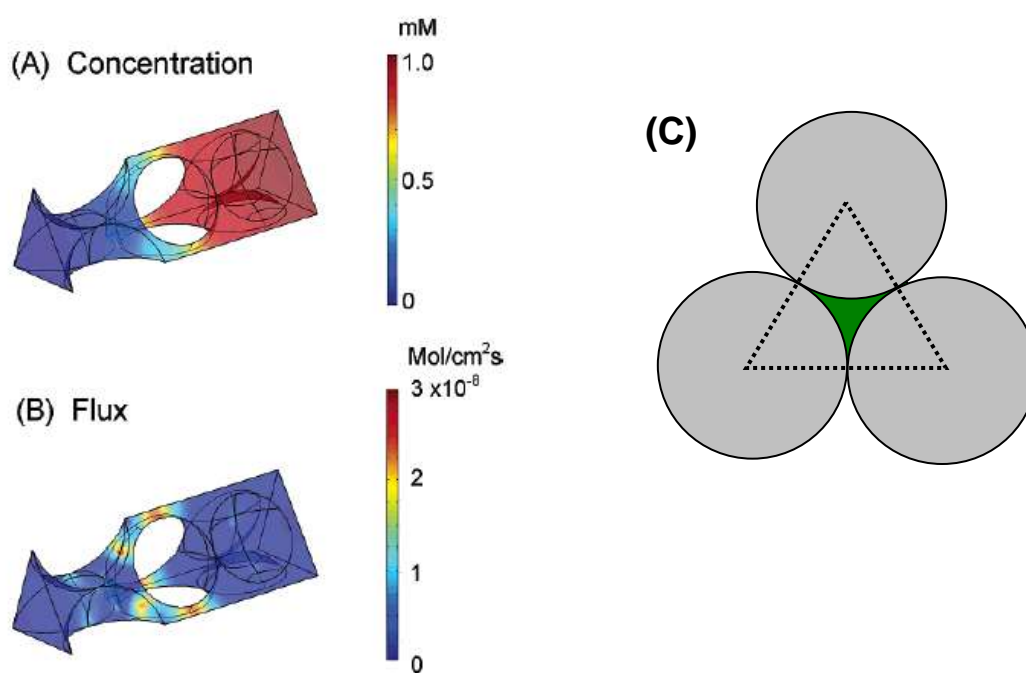 mM
(A) Concentration
1.0
0.5
0
(C)
Mol/cm²s
3 x10⁻⁸
(B) Flux
2
1
0